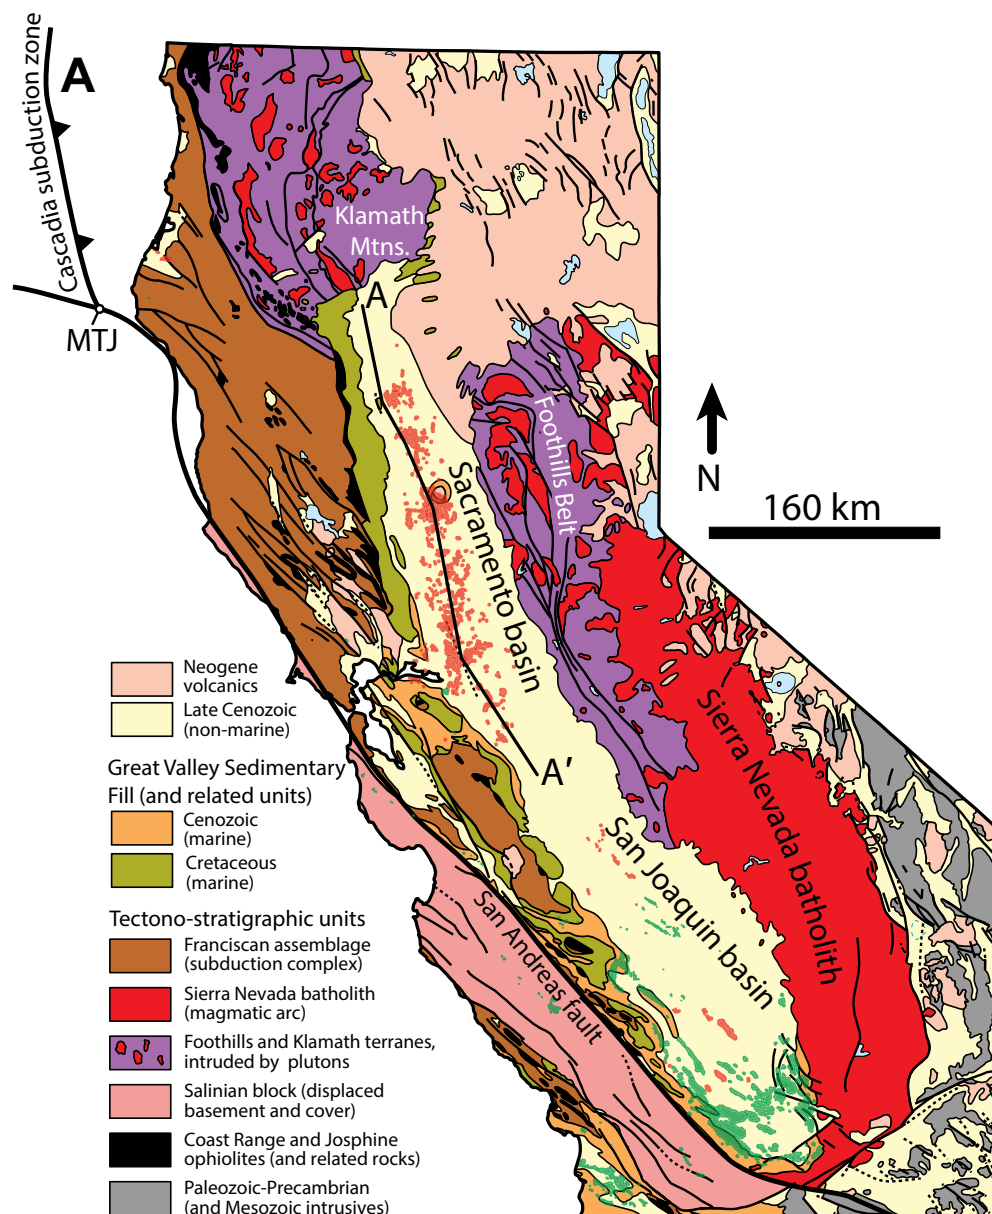 A
Cascadia subduction zone
MTJ
Klamath
Mtns.
A
Foothills Belt
N
160 km
Sacramento basin
A′
Sierra Nevada batholith
San Joaquin basin
San Andreas fault
Neogene
volcanics
Late Cenozoic
(non-marine)
Great Valley Sedimentary
Fill (and related units)
Cenozoic
(marine)
Cretaceous
(marine)
Tectono-stratigraphic units
Franciscan assemblage
(subduction complex)
Sierra Nevada batholith
(magmatic arc)
Foothills and Klamath terranes,
intruded by plutons
Salinian block (displaced
basement and cover)
Coast Range and Josphine
ophiolites (and related rocks)
Paleozoic-Precambrian
(and Mesozoic intrusives)